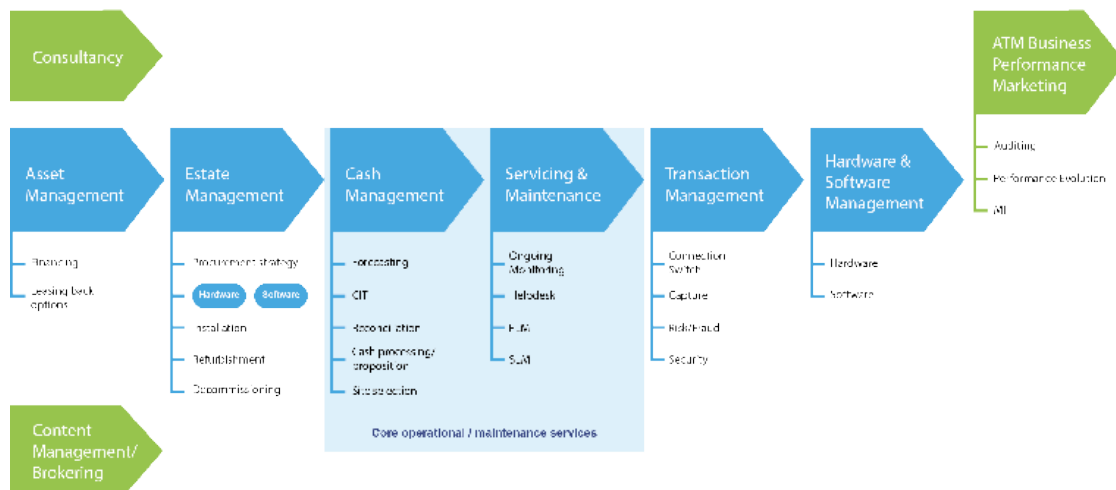 Consultancy
ATM Business
Performance
Marketing
Auditing
Performance Evolution
MI
Asset
Management
Financing
Leasing back
options
Estate
Management
Procurement strategy
Hardware
Software
Installation
Refurbishment
Decommissioning
Cash
Management
Forecasting
CIT
Reconciliation
Cash processing/
proposition
Site selection
Servicing &
Maintenance
Ongoing
Monitoring
Helpdesk
FLM
SLM
Core operational / maintenance services
Transaction
Management
Connection
Switch
Capture
Risk/Fraud
Security
Hardware &
Software
Management
Hardware
Software
Content
Management/
Brokering